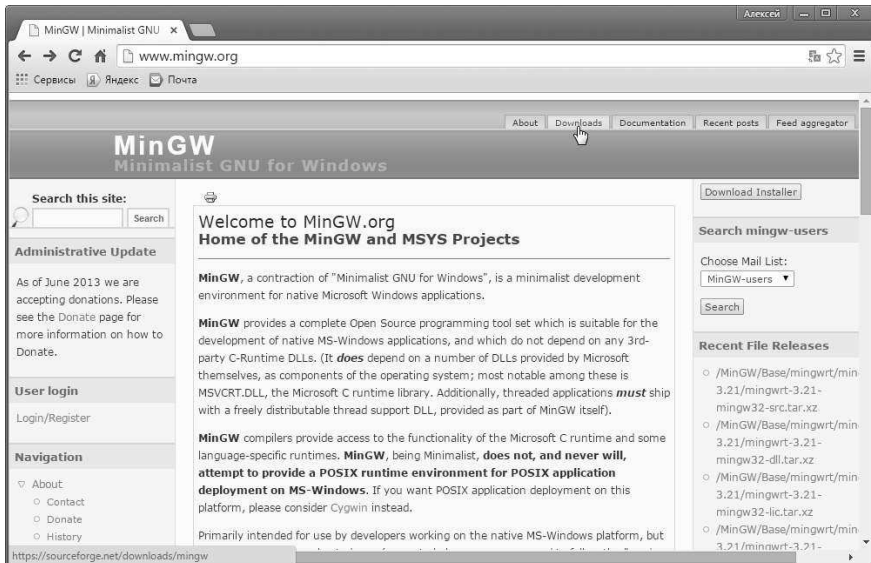 Алексей
MinGW | Minimalist GNU
www.mingw.org
Сервисы Яндекс Почта
About Downloads Documentation Recent posts Feed aggregator
MinGW
Minimalist GNU for Windows
Search this site:
Search
Administrative Update
As of June 2013 we are
accepting donations. Please
see the Donate page for
more information on how to
Donate.
User login
Login/Register
Navigation
About
Contact
Donate
History
Welcome to MinGW.org
Home of the MinGW and MSYS Projects
MinGW, a contraction of "Minimalist GNU for Windows", is a minimalist development
environment for native Microsoft Windows applications.
MinGW provides a complete Open Source programming tool set which is suitable for the
development of native MS-Windows applications, and which do not depend on any 3rd-
party C-Runtime DLLs. (It does depend on a number of DLLs provided by Microsoft
themselves, as components of the operating system; most notable among these is
MSVCRT.DLL, the Microsoft C runtime library. Additionally, threaded applications must ship
with a freely distributable thread support DLL, provided as part of MinGW itself).
MinGW compilers provide access to the functionality of the Microsoft C runtime and some
language-specific runtimes. MinGW, being Minimalist, does not, and never will,
attempt to provide a POSIX runtime environment for POSIX application
deployment on MS-Windows. If you want POSIX application deployment on this
platform, please consider Cygwin instead.
Primarily intended for use by developers working on the native MS-Windows platform, but
Download Installer
Search mingw-users
Choose Mail List:
MinGW-users
Search
Recent File Releases
/MinGW/Base/mingwrt/min
3.21/mingwrt-3.21-
mingw32-src.tar.xz
/MinGW/Base/mingwrt/min
3.21/mingwrt-3.21-
mingw32-dll.tar.xz
/MinGW/Base/mingwrt/min
3.21/mingwrt-3.21-
mingw32-lic.tar.xz
/MinGW/Base/mingwrt/min
3.21/mingwrt-3.21-
https://sourceforge.net/downloads/mingw